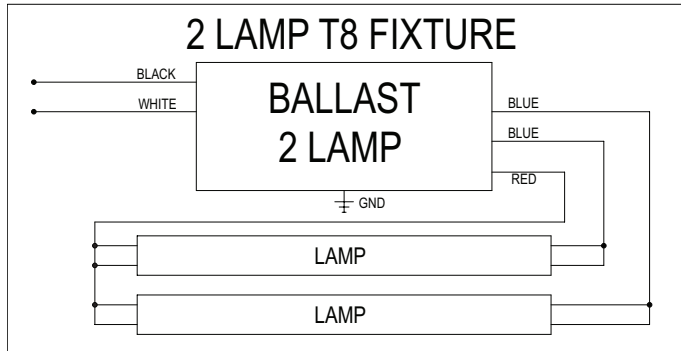 2 LAMP T8 FIXTURE
BLACK
WHITE
BALLAST
2 LAMP
BLUE
BLUE
RED
GND
LAMP
LAMP